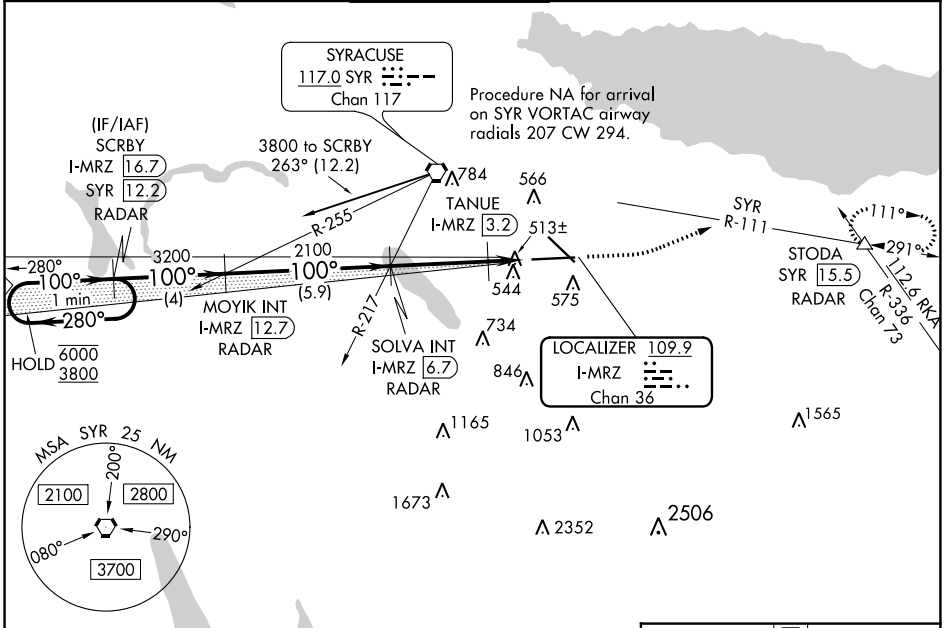 SYRACUSE
117.0 SYR
Chan 117
Procedure NA for arrival
on SYR VORTAC airway
radials 207 CW 294.
(IF/IAF)
SCRBY
I-MRZ 16.7
SYR 12.2
RADAR
3800 to SCRBY
263° (12.2)
R-255
784
566
TANUE
I-MRZ 3.2
513±
SYR
R-111
111°
291°
STODA
SYR 15.5
RADAR
112.6 RKA
R-336
Chan 73
280°
100°
1 min
280°
HOLD 6000
3800
3200
100°
(4)
2100
100°
(5.9)
MOYIK INT
I-MRZ 12.7
RADAR
R-217
SOLVA INT
I-MRZ 6.7
RADAR
544
575
734
846
LOCALIZER 109.9
I-MRZ
Chan 36
1165
1053
1565
1673
2352
2506
MSA SYR 25 NM
200°
2100
2800
080°
290°
3700